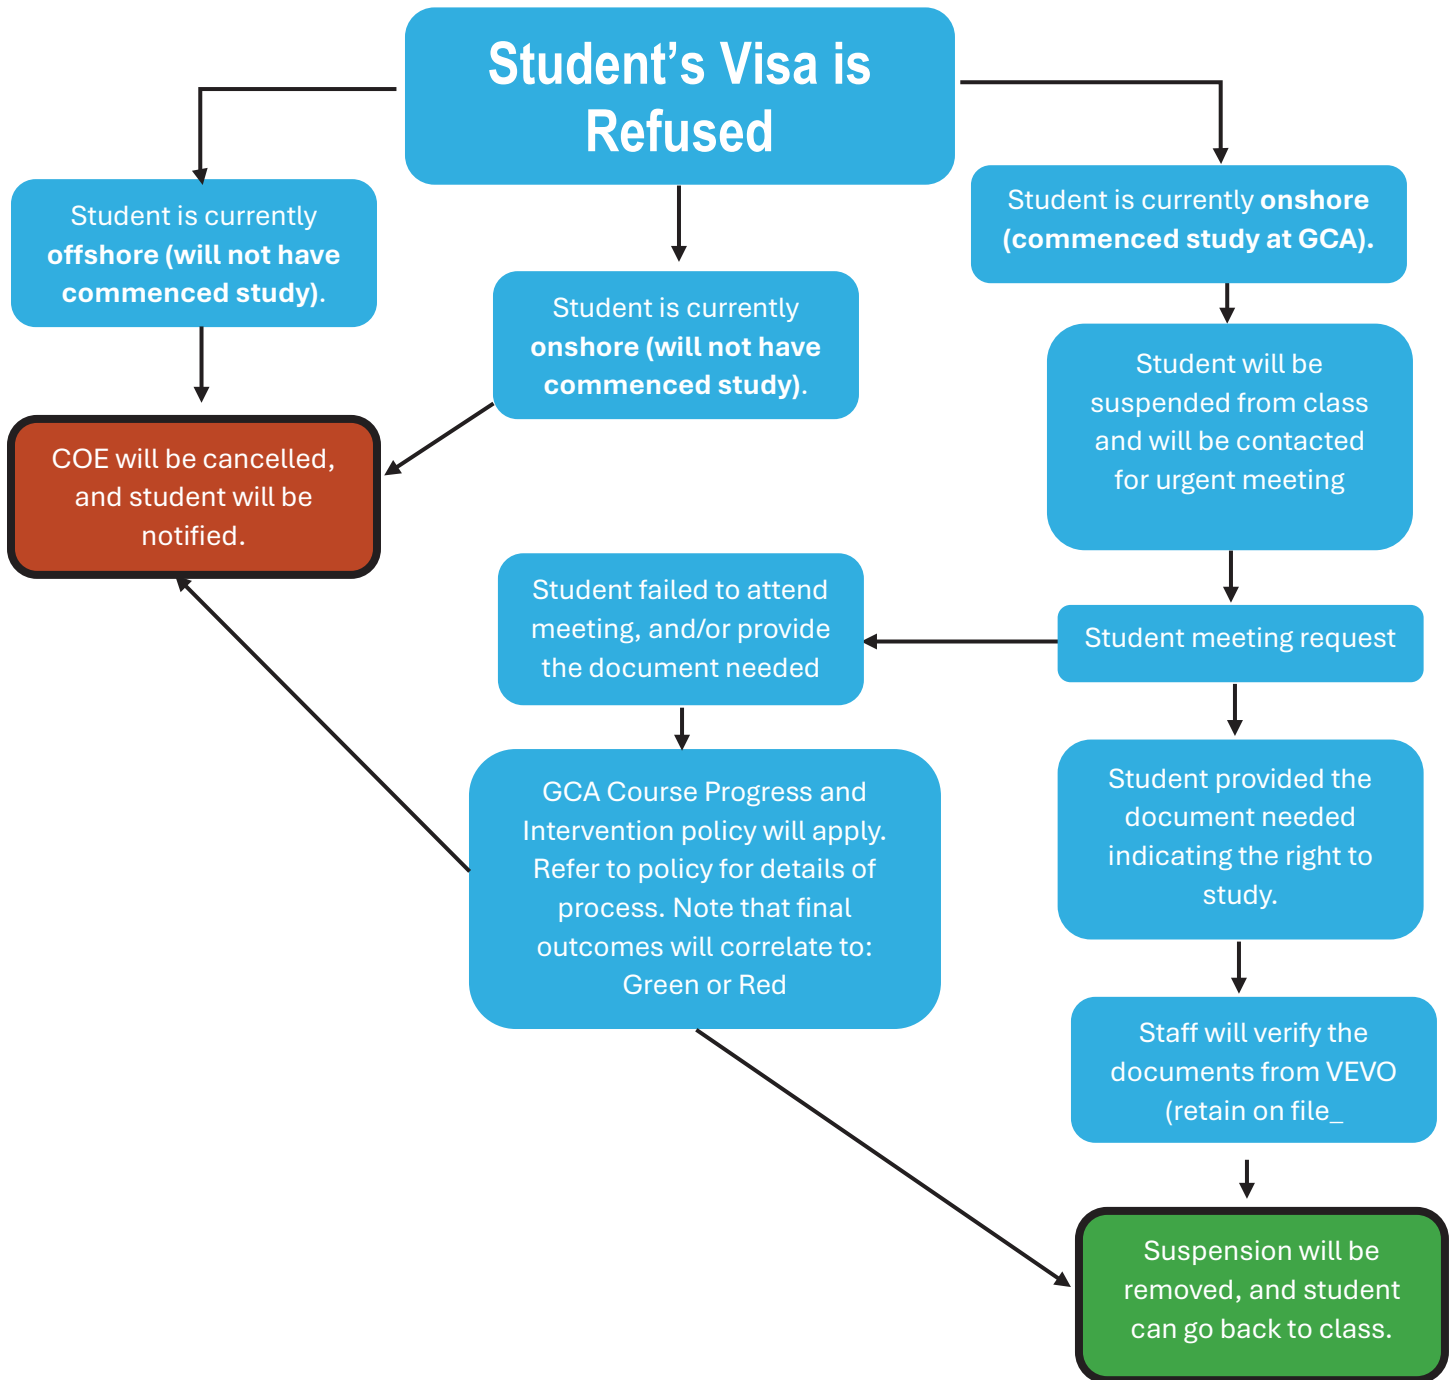 Student’s Visa is
Refused
Student is currently
offshore (will not have
commenced study).
Student is currently
onshore (will not have
commenced study).
Student is currently onshore
(commenced study at GCA).
COE will be cancelled,
and student will be
notified.
Student will be
suspended from class
and will be contacted
for urgent meeting
Student failed to attend
meeting, and/or provide
the document needed
Student meeting request
GCA Course Progress and
Intervention policy will apply.
Refer to policy for details of
process. Note that final
outcomes will correlate to:
Green or Red
Student provided the
document needed
indicating the right to
study.
Staff will verify the
documents from VEVO
(retain on file_
Suspension will be
removed, and student
can go back to class.